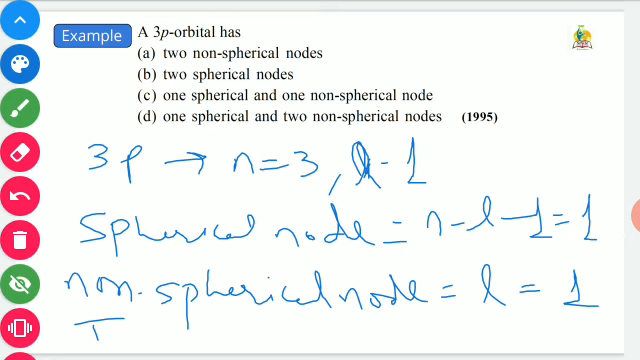 Example
A 3p-orbital has
(a) two non-spherical nodes
(b) two spherical nodes
(c) one spherical and one non-spherical node
(d) one spherical and two non-spherical nodes (1995)
3p → n=3, l - 1
Spherical node = n-l-1=1
non-spherical node = l = 1